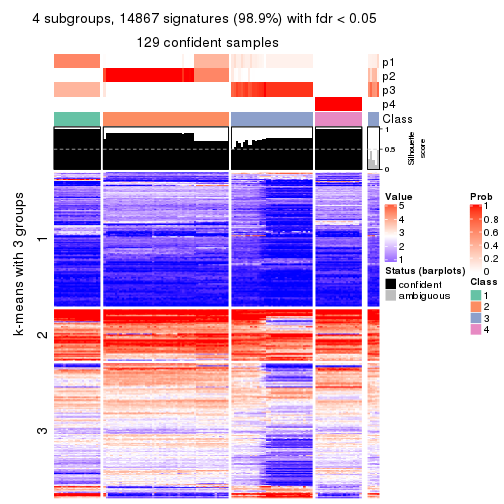 4 subgroups, 14867 signatures (98.9%) with fdr < 0.05
129 confident samples
p1
p2
p3
p4
Class
1
0.5
0
Silhouette
score
k-means with 3 groups
1
2
3
Value
5
4
3
2
1
Status (barplots)
confident
ambiguous
Prob
1
0.8
0.6
0.4
0.2
0
Class
1
2
3
4